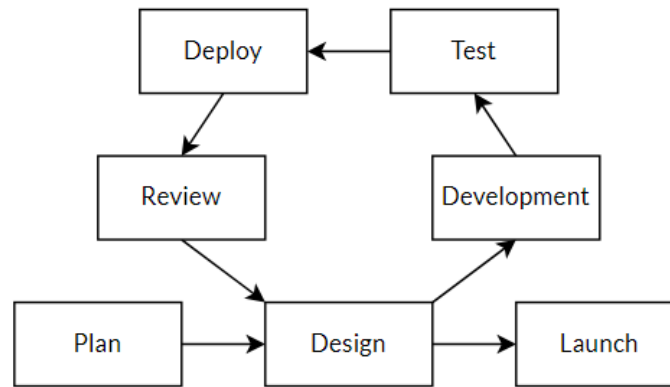 Deploy
Test
Review
Development
Plan
Design
Launch